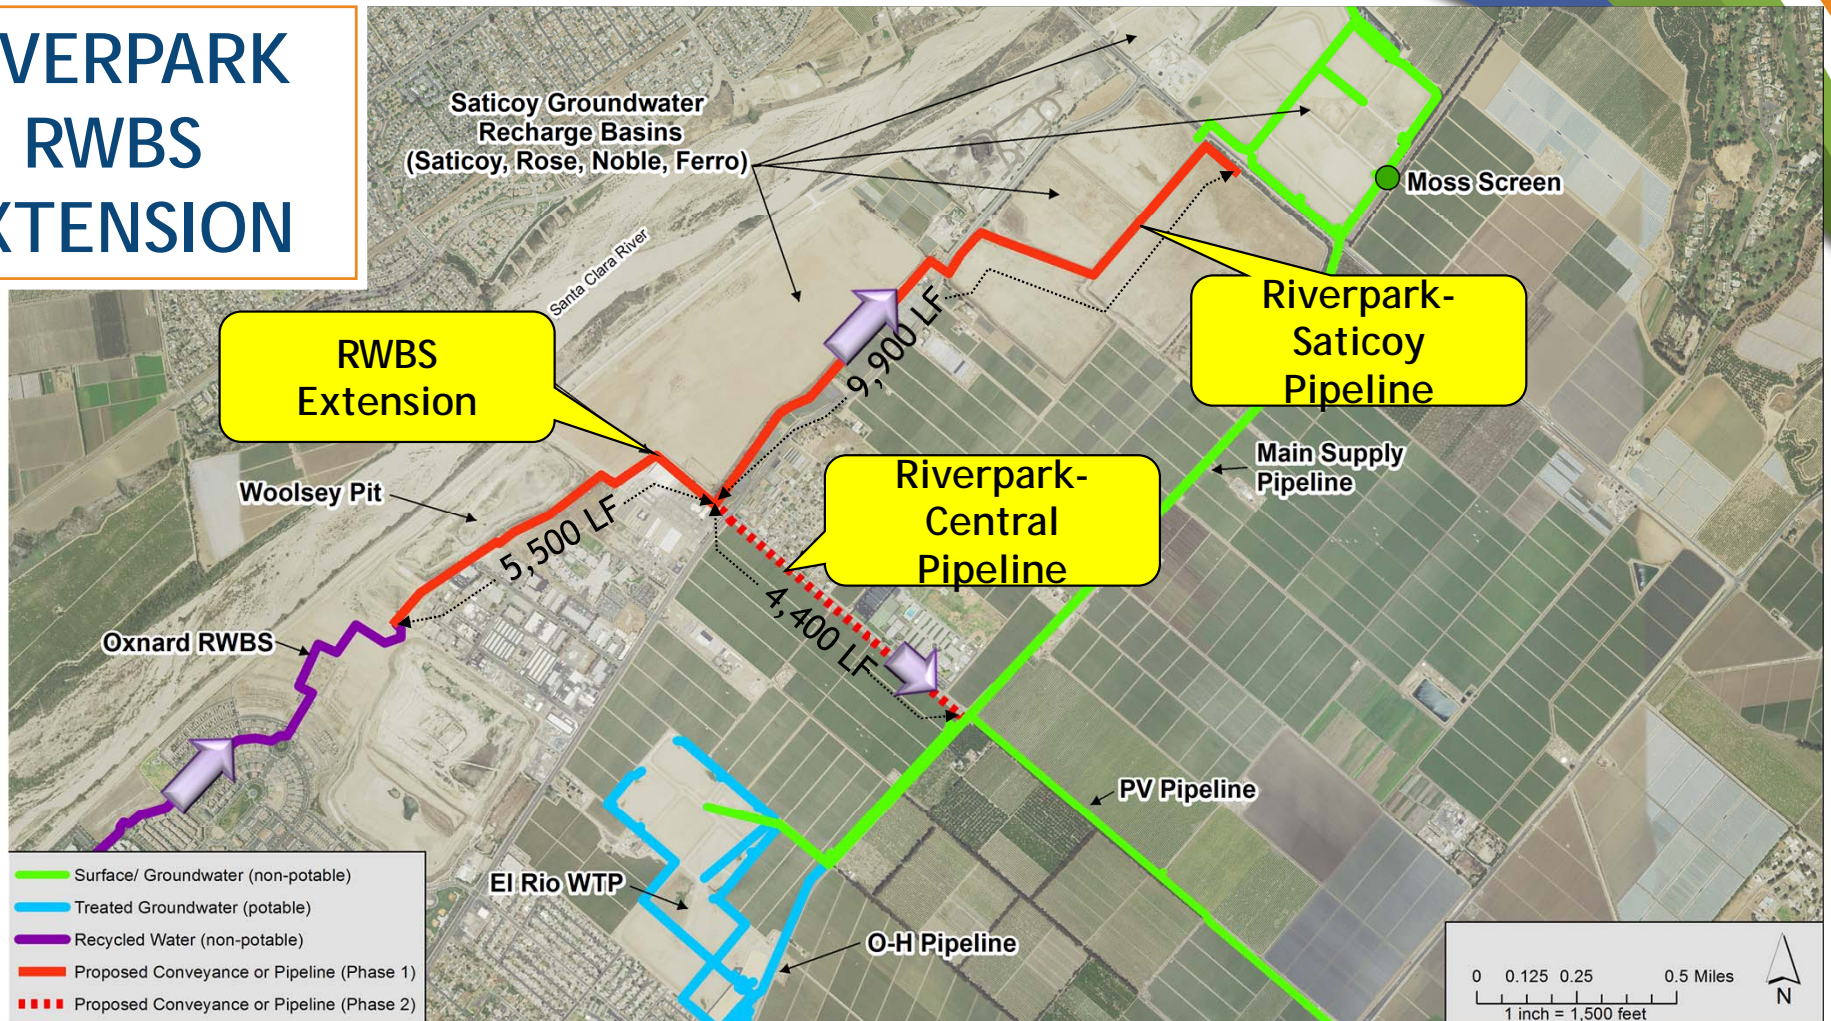 VERPARK
RWBS
XTENSION
Saticoy Groundwater
Recharge Basins
(Saticoy, Rose, Noble, Ferro)
Moss Screen
Santa Clara River
Riverpark-
Saticoy
Pipeline
RWBS
Extension
9,900 LF
Main Supply
Pipeline
Riverpark-
Central
Pipeline
Woolsey Pit
5,500 LF
4,400 LF
Oxnard RWBS
PV Pipeline
El Rio WTP
O-H Pipeline
Surface/ Groundwater (non-potable)
Treated Groundwater (potable)
Recycled Water (non-potable)
Proposed Conveyance or Pipeline (Phase 1)
Proposed Conveyance or Pipeline (Phase 2)
0 0.125 0.25 0.5 Miles
1 inch = 1,500 feet
N